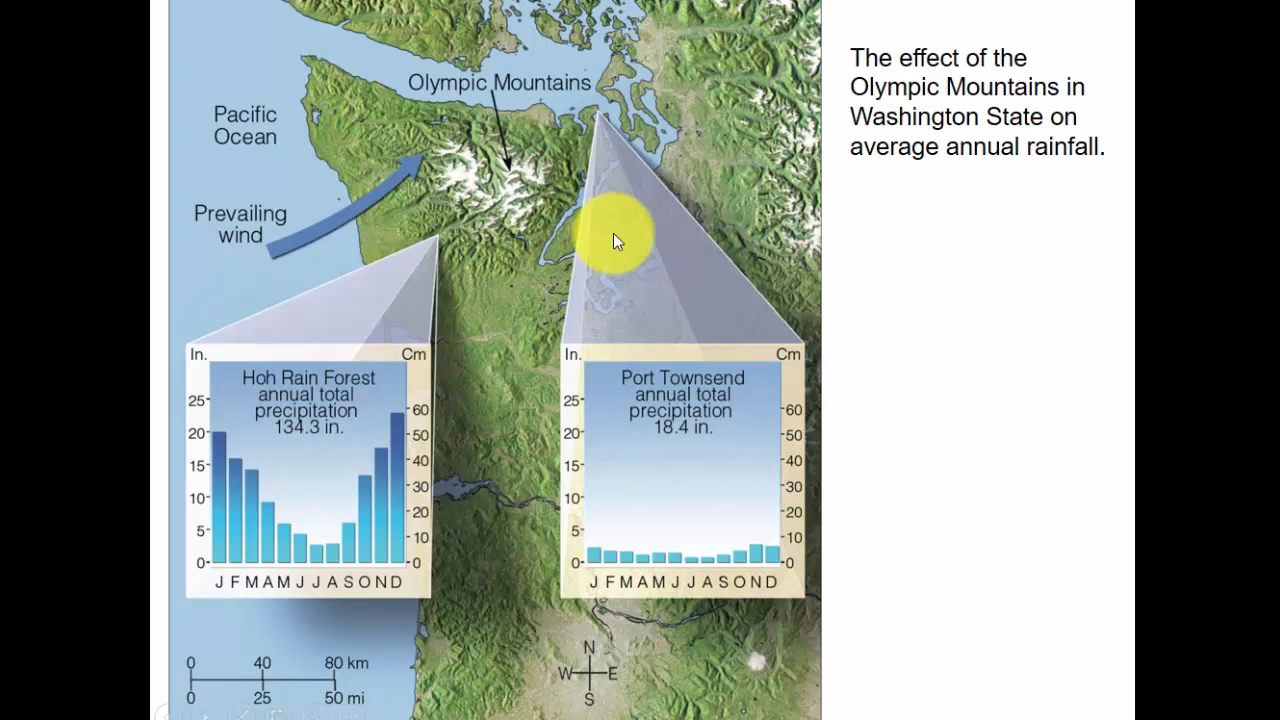 The effect of the
Olympic Mountains in
Washington State on
average annual rainfall.
Olympic Mountains
Pacific
Ocean
Prevailing
wind
In. Cm
Hoh Rain Forest
annual total
precipitation
134.3 in.
25
20
15
10
5
0
60
50
40
30
20
10
0
J F M A M J J A S O N D
In. Cm
Port Townsend
annual total
precipitation
18.4 in.
25
20
15
10
5
0
60
50
40
30
20
10
0
J F M A M J J A S O N D
0 40 80 km
0 25 50 mi
N
W E
S